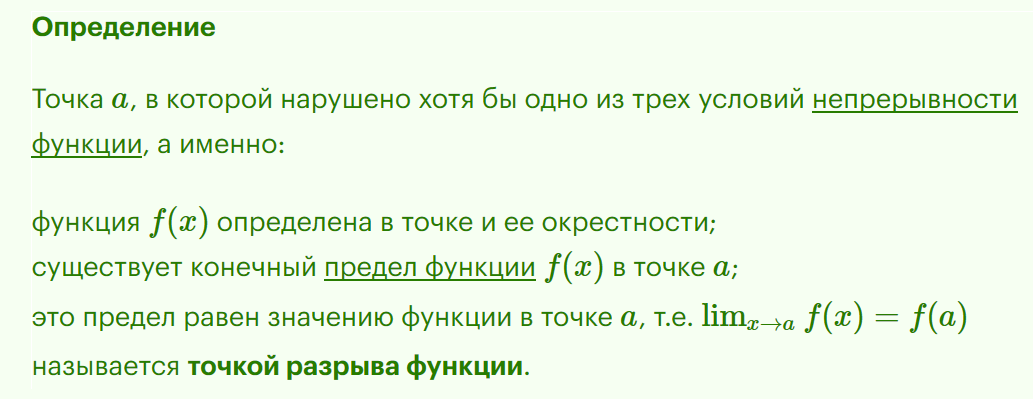 Определение
Точка a, в которой нарушено хотя бы одно из трех условий непрерывности
функции, а именно:
функция f(x) определена в точке и ее окрестности;
существует конечный предел функции f(x) в точке a;
это предел равен значению функции в точке a, т.е. lim x→a f(x) = f(a)
называется точкой разрыва функции.